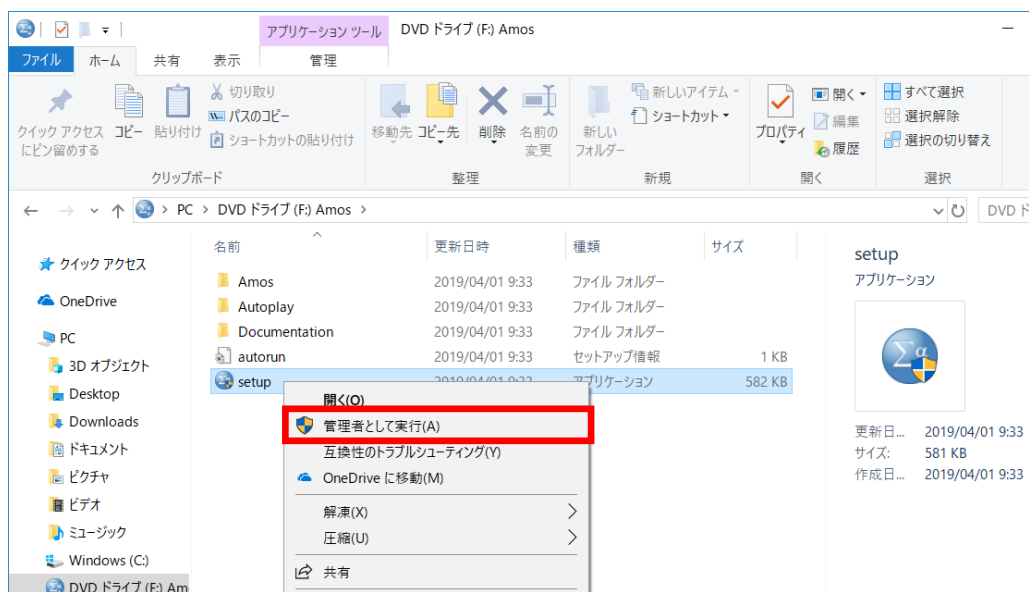 アプリケーション ツール
DVD ドライブ (F:) Amos
ファイル
ホーム
共有
表示
管理
クイック アクセス
にピン留めする
コピー
貼り付け
切り取り
パスのコピー
ショートカットの貼り付け
クリップボード
移動先
コピー先
削除
名前の
変更
整理
新しい
フォルダー
新しいアイテム
ショートカット
新規
プロパティ
開く
編集
履歴
開く
すべて選択
選択解除
選択の切り替え
選択
PC
DVD ドライブ (F:) Amos
DVD ド
クイック アクセス
OneDrive
PC
3D オブジェクト
Desktop
Downloads
ドキュメント
ピクチャ
ビデオ
ミュージック
Windows (C:)
DVD ドライブ (F:) Am
名前 更新日時 種類 サイズ
Amos 2019/04/01 9:33 ファイル フォルダー
Autoplay 2019/04/01 9:33 ファイル フォルダー
Documentation 2019/04/01 9:33 ファイル フォルダー
autorun 2019/04/01 9:33 セットアップ情報 1 KB
setup 2019/04/01 9:33 アプリケーション 582 KB
開く(O)
管理者として実行(A)
互換性のトラブルシューティング(Y)
OneDrive に移動(M)
解凍(X)
圧縮(U)
共有
setup
アプリケーション
Σα
更新日... 2019/04/01 9:33
サイズ: 581 KB
作成日... 2019/04/01 9:33